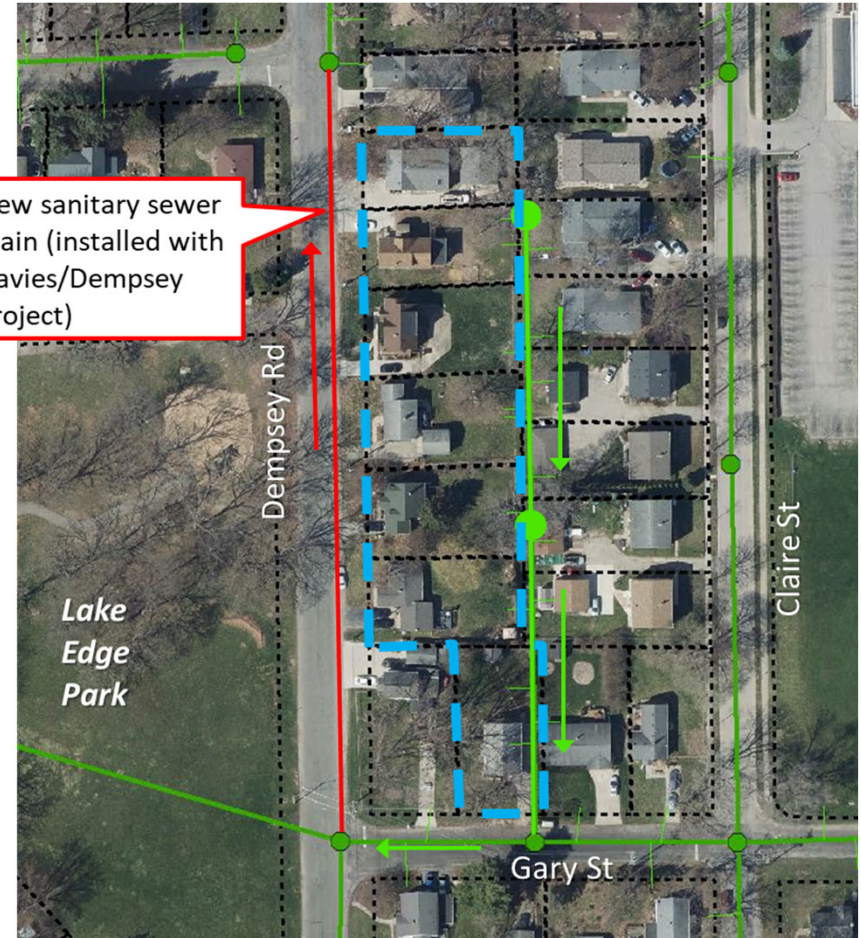 ew sanitary sewer
ain (installed with
avies/Dempsey
roject)
Dempsey Rd
Claire St
Lake
Edge
Park
Gary St